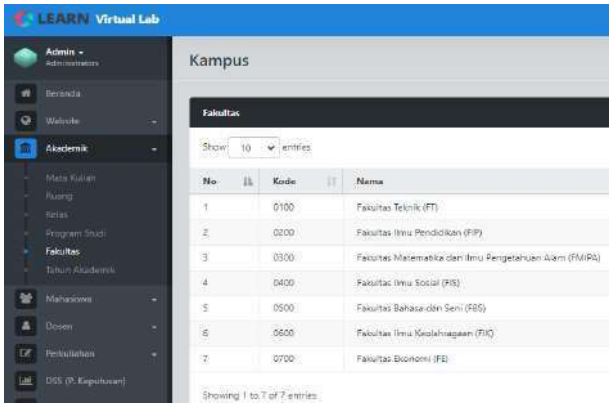 LEARN Virtual Lab
Admin
Administrators
Beranda
Website
Akademik
Mata Kuliah
Ruang
Kelas
Program Studi
Fakultas
Tahun Akademik
Mahasiswa
Dosen
Perkuliahan
DSS (P. Keputusan)
Kampus
Fakultas
Show 10 entries
No Kode Nama
1 0100 Fakultas Teknik (FT)
2 0200 Fakultas Ilmu Pendidikan (FIP)
3 0300 Fakultas Matematika dan Ilmu Pengetahuan Alam (FMIPA)
4 0400 Fakultas Ilmu Sosial (FIS)
5 0500 Fakultas Bahasa dan Seni (FBS)
6 0600 Fakultas Ilmu Keolahragaan (FIK)
7 0700 Fakultas Ekonomi (FE)
Showing 1 to 7 of 7 entries